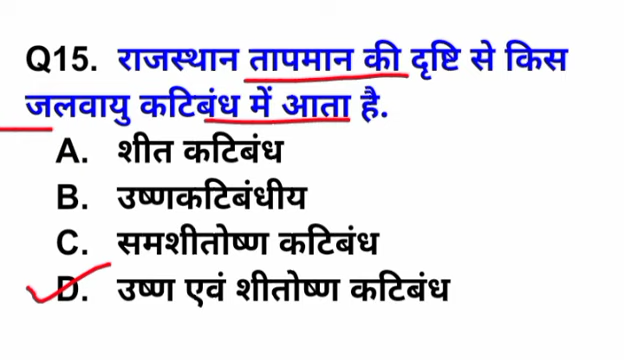 Q15. राजस्थान तापमान की दृष्टि से किस
जलवायु कटिबंध में आता है.
A. शीत कटिबंध
B. उष्णकटिबंधीय
C. समशीतोष्ण कटिबंध
D. उष्ण एवं शीतोष्ण कटिबंध